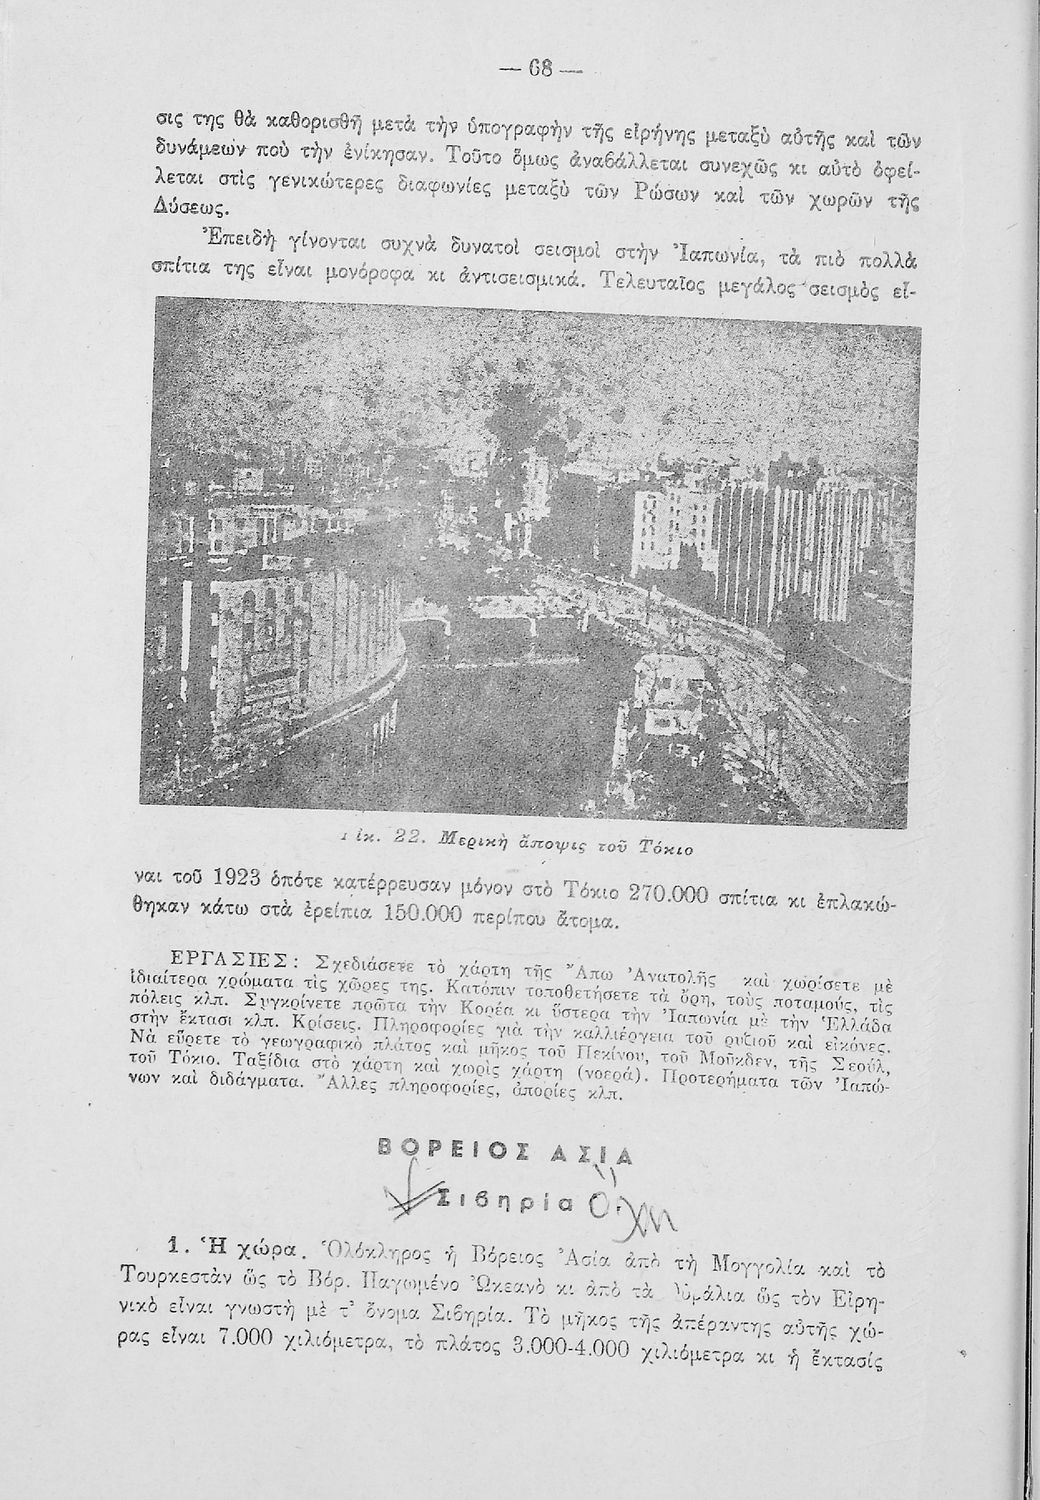 — 68 —
σις της θὰ καθορισθῆ μετὰ τὴν ὑπογραφὴν τῆς εἰρήνης μεταξὺ αὐτῆς καὶ τῶν
δυνάμεων ποὺ τὴν ἐνίκησαν. Τοῦτο ὅμως ἀναβάλλεται συνεχῶς κι αὐτὸ ὀφεί-
λεται στὶς γενικώτερες διαφωνίες μεταξὺ τῶν Ρώσων καὶ τῶν χωρῶν τῆς
Δύσεως.
Ἐπειδὴ γίνονται συχνὰ δυνατοὶ σεισμοὶ στὴν Ἰαπωνία, τὰ πιὸ πολλὰ
σπίτια της εἶναι μονόροφα κι ἀντισεισμικά. Τελευταῖος μεγάλος σεισμὸς εἶ-
ἰκ. 22. Μερικὴ ἄποψις τοῦ Τόκιο
ναι τοῦ 1923 ὁπότε κατέρρευσαν μόνον στὸ Τόκιο 270.000 σπίτια κι ἐπλακώ-
θηκαν κάτω στὰ ἐρείπια 150.000 περίπου ἄτομα.
ΕΡΓΑΣΙΕΣ: Σχεδιάσετε τὸ χάρτη τῆς Ἄπω Ἀνατολῆς καὶ χωρίσετε μὲ
ἰδιαίτερα χρώματα τὶς χῶρες της. Κατόπιν τοποθετήσετε τὰ ὄρη, τοὺς ποταμούς, τὶς
πόλεις κλπ. Συγκρίνετε πρῶτα τὴν Κορέα κι ὕστερα τὴν Ἰαπωνία μὲ τὴν Ἑλλάδα
στὴν ἔκτασι κλπ. Κρίσεις. Πληροφορίες γιὰ τὴν καλλιέργεια τοῦ ρυζιοῦ καὶ εἰκόνες.
Νὰ εὕρετε τὸ γεωγραφικὸ πλάτος καὶ μῆκος τοῦ Πεκίνου, τοῦ Μοῦκδεν, τῆς Σεούλ,
τοῦ Τόκιο. Ταξίδια στὸ χάρτη καὶ χωρὶς χάρτη (νοερά). Προτερήματα τῶν Ἰαπώ-
νων καὶ διδάγματα. Ἄλλες πληροφορίες, ἀπορίες κλπ.
ΒΟΡΕΙΟΣ ΑΣΙΑ
Σιβηρία
1. Ἡ χώρα. Ὁλόκληρος ἡ Βόρειος Ἀσία ἀπὸ τὴ Μογγολία καὶ τὸ
Τουρκεστὰν ὣς τὸ Βόρ. Παγωμένο Ὠκεανὸ κι ἀπὸ τὰ Οὐράλια ὣς τὸν Εἰρη-
νικὸ εἶναι γνωστὴ μὲ τ' ὄνομα Σιβηρία. Τὸ μῆκος τῆς ἀπέραντης αὐτῆς χώ-
ρας εἶναι 7.000 χιλιόμετρα, τὸ πλάτος 3.000-4.000 χιλιόμετρα κι ἡ ἔκτασίς